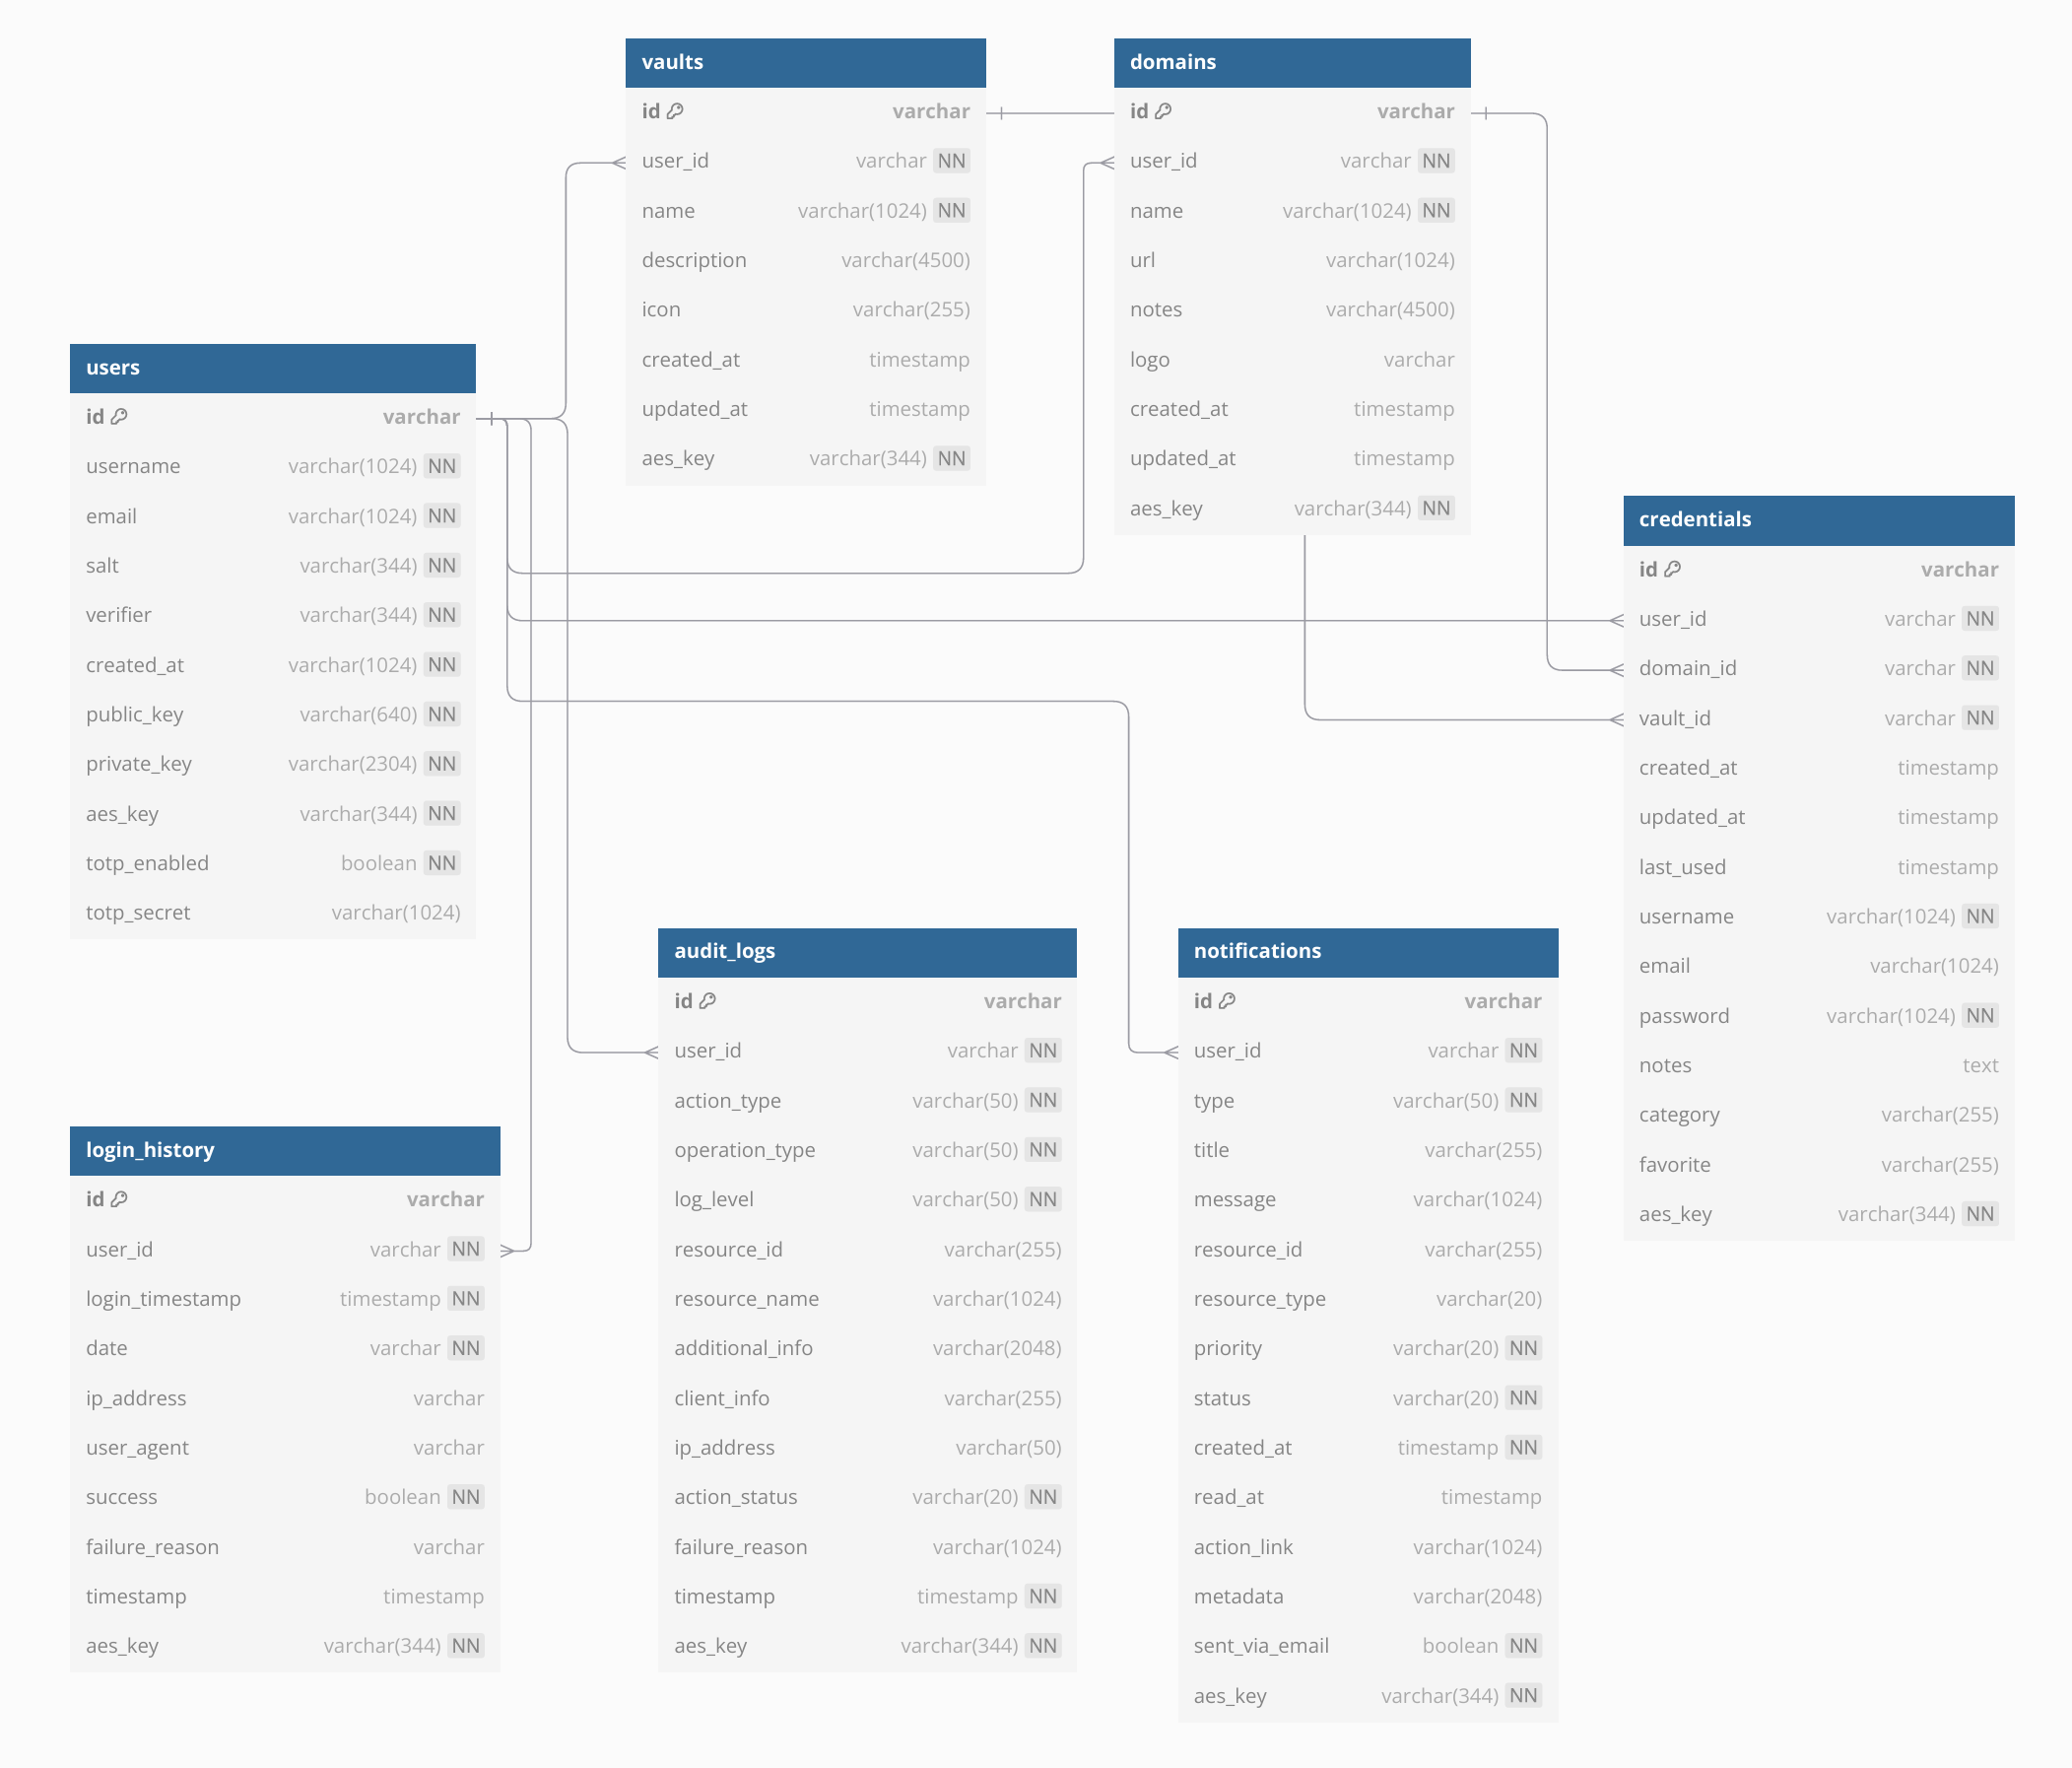 vaults
id varchar
user_id varchar NN
name varchar(1024) NN
description varchar(4500)
icon varchar(255)
created_at timestamp
updated_at timestamp
aes_key varchar(344) NN
domains
id varchar
user_id varchar NN
name varchar(1024) NN
url varchar(1024)
notes varchar(4500)
logo varchar
created_at timestamp
updated_at timestamp
aes_key varchar(344) NN
users
id varchar
username varchar(1024) NN
email varchar(1024) NN
salt varchar(344) NN
verifier varchar(344) NN
created_at varchar(1024) NN
public_key varchar(640) NN
private_key varchar(2304) NN
aes_key varchar(344) NN
totp_enabled boolean NN
totp_secret varchar(1024)
credentials
id varchar
user_id varchar NN
domain_id varchar NN
vault_id varchar NN
created_at timestamp
updated_at timestamp
last_used timestamp
username varchar(1024) NN
email varchar(1024)
password varchar(1024) NN
notes text
category varchar(255)
favorite varchar(255)
aes_key varchar(344) NN
audit_logs
id varchar
user_id varchar NN
action_type varchar(50) NN
operation_type varchar(50) NN
log_level varchar(50) NN
resource_id varchar(255)
resource_name varchar(1024)
additional_info varchar(2048)
client_info varchar(255)
ip_address varchar(50)
action_status varchar(20) NN
failure_reason varchar(1024)
timestamp timestamp NN
aes_key varchar(344) NN
notifications
id varchar
user_id varchar NN
type varchar(50) NN
title varchar(255)
message varchar(1024)
resource_id varchar(255)
resource_type varchar(20)
priority varchar(20) NN
status varchar(20) NN
created_at timestamp NN
read_at timestamp
action_link varchar(1024)
metadata varchar(2048)
sent_via_email boolean NN
aes_key varchar(344) NN
login_history
id varchar
user_id varchar NN
login_timestamp timestamp NN
date varchar NN
ip_address varchar
user_agent varchar
success boolean NN
failure_reason varchar
timestamp timestamp
aes_key varchar(344) NN